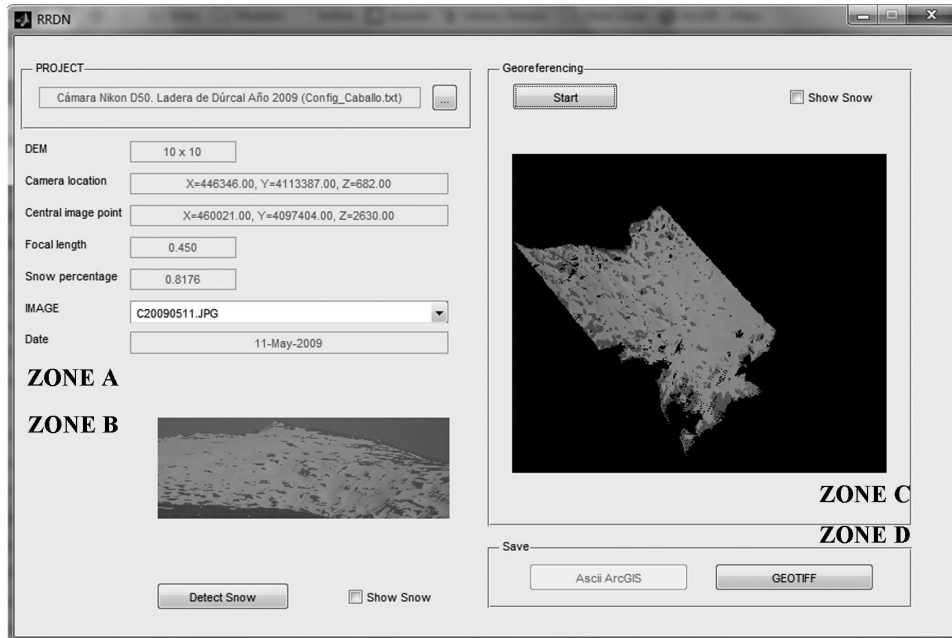 RRDN
PROJECT
Cámara Nikon D50. Ladera de Dúrcal Año 2009 (Config_Caballo.txt)
...
DEM
10 x 10
Camera location
X=446346.00, Y=4113387.00, Z=682.00
Central image point
X=460021.00, Y=4097404.00, Z=2630.00
Focal length
0.450
Snow percentage
0.8176
IMAGE
C20090511.JPG
Date
11-May-2009
ZONE A
ZONE B
Detect Snow
Show Snow
Georeferencing
Start
Show Snow
ZONE C
ZONE D
Save
Ascii ArcGIS
GEOTIFF